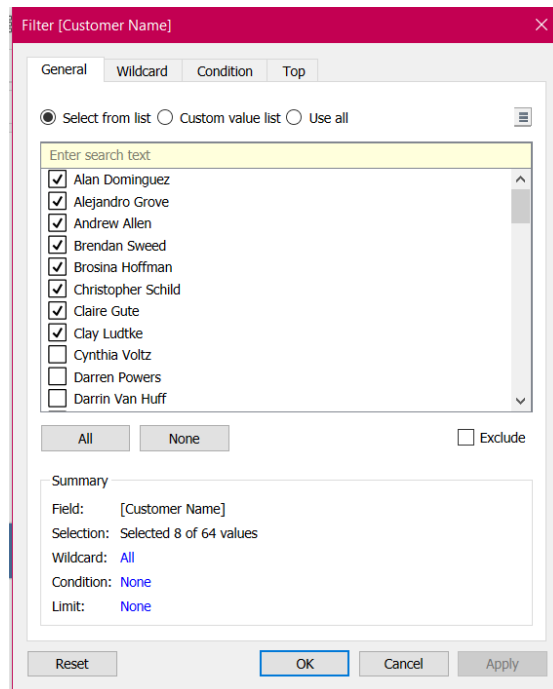 Filter [Customer Name]
General Wildcard Condition Top
Select from list Custom value list Use all
Enter search text
Alan Dominguez
Alejandro Grove
Andrew Allen
Brendan Sweed
Brosina Hoffman
Christopher Schild
Claire Gute
Clay Ludtke
Cynthia Voltz
Darren Powers
Darrin Van Huff
All None Exclude
Summary
Field: [Customer Name]
Selection: Selected 8 of 64 values
Wildcard: All
Condition: None
Limit: None
Reset OK Cancel Apply